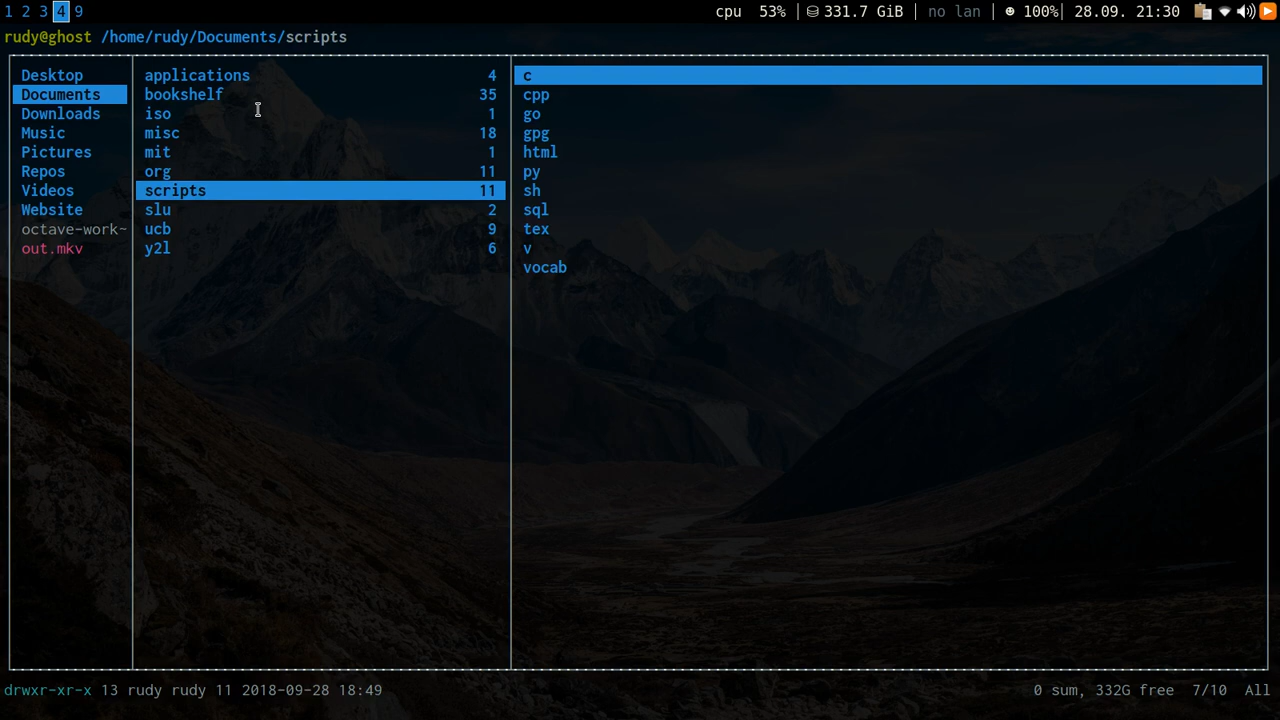 1 2 3 4 9 cpu 53% | 331.7 GiB | no lan | 100%| 28.09. 21:30
rudy@ghost /home/rudy/Documents/scripts
Desktop
Documents
Downloads
Music
Pictures
Repos
Videos
Website
octave-work~
out.mkv
applications 4
bookshelf 35
iso 1
misc 18
mit 1
org 11
scripts 11
slu 2
ucb 9
y2l 6
c
cpp
go
gpg
html
py
sh
sql
tex
v
vocab
drwxr-xr-x 13 rudy rudy 11 2018-09-28 18:49 0 sum, 332G free 7/10 All